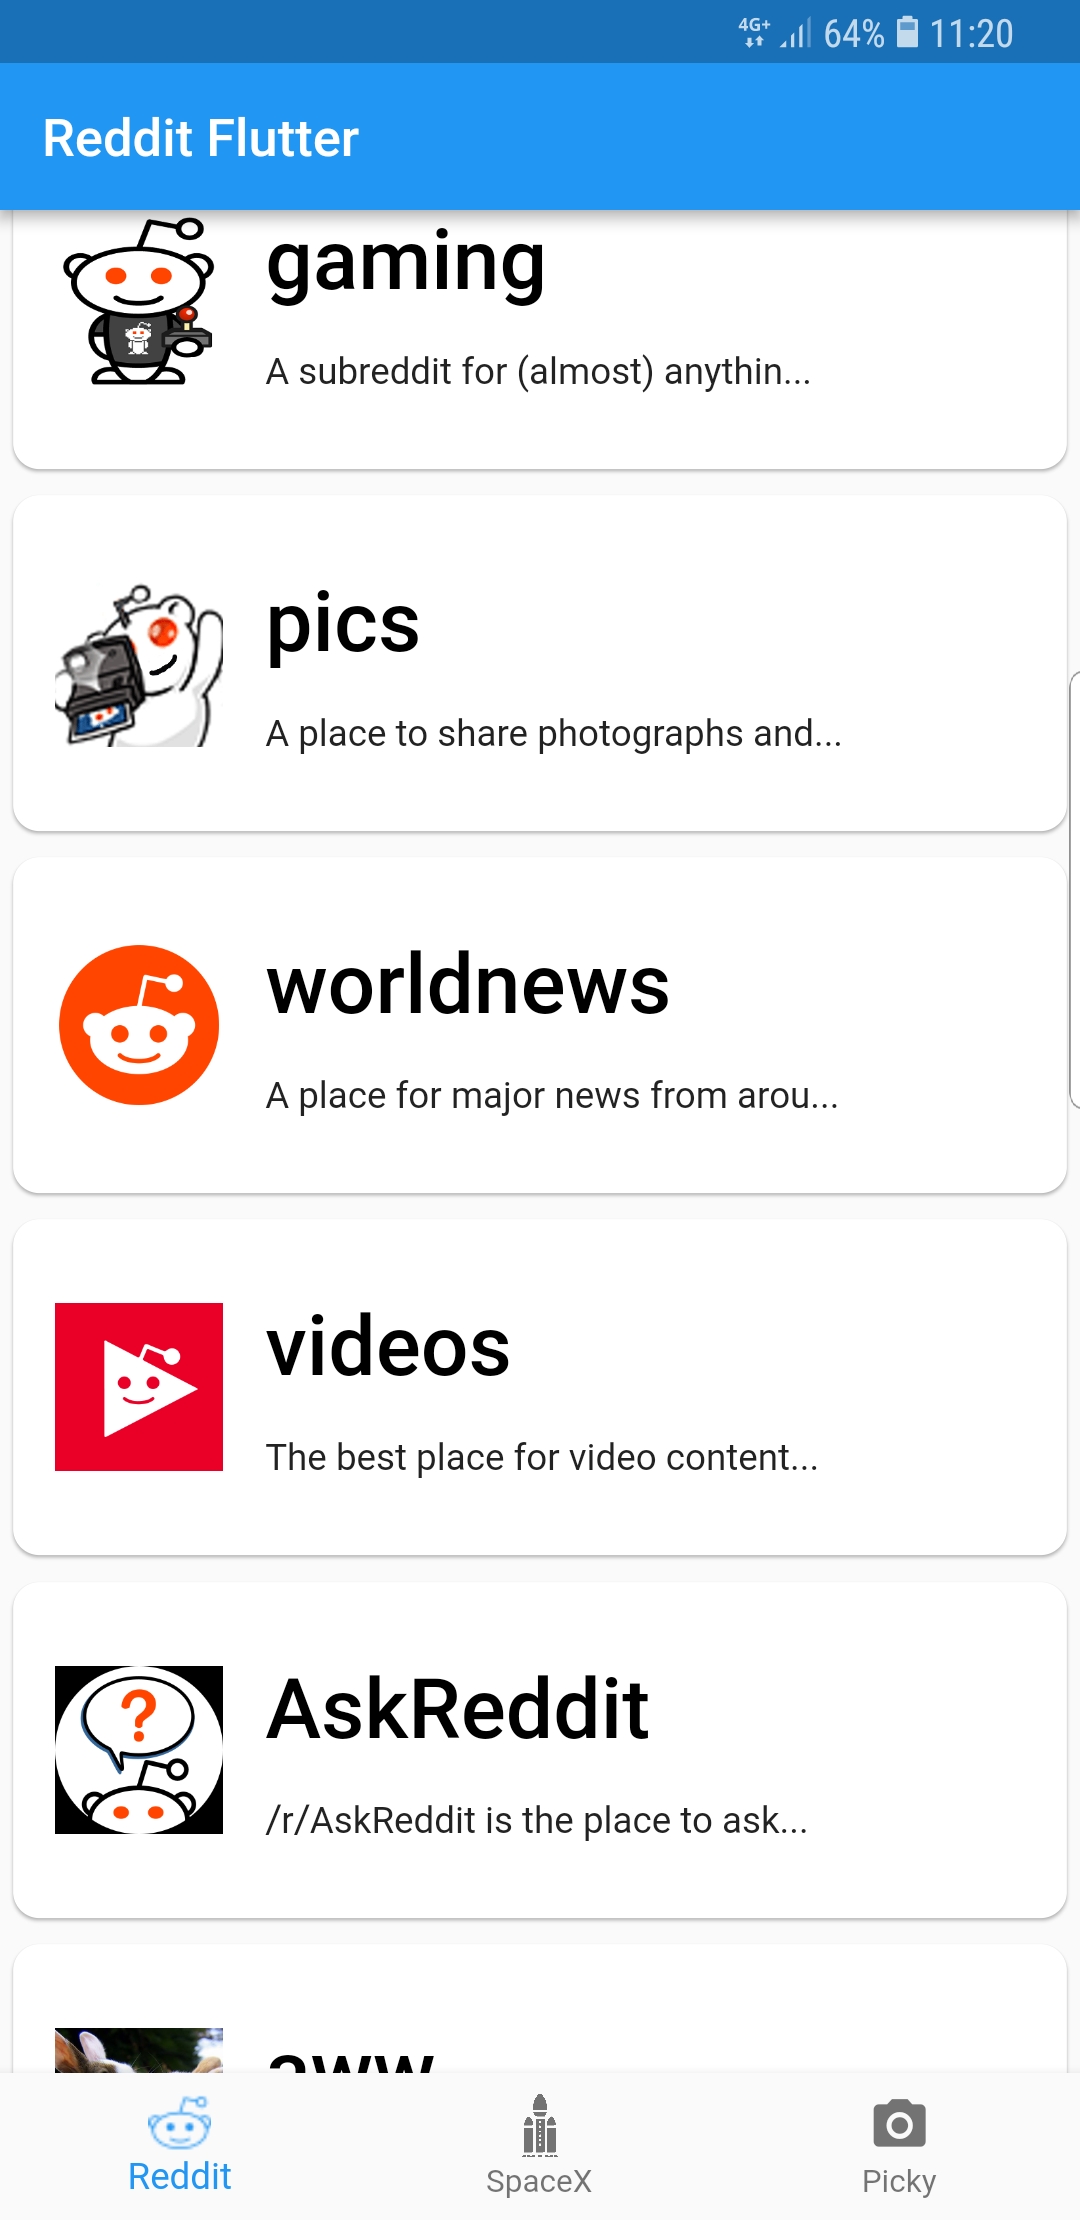 4G+ 64% 11:20
Reddit Flutter
gaming
A subreddit for (almost) anythin...
pics
A place to share photographs and...
worldnews
A place for major news from arou...
videos
The best place for video content...
?
AskReddit
/r/AskReddit is the place to ask...
aww
Reddit
SpaceX
Picky